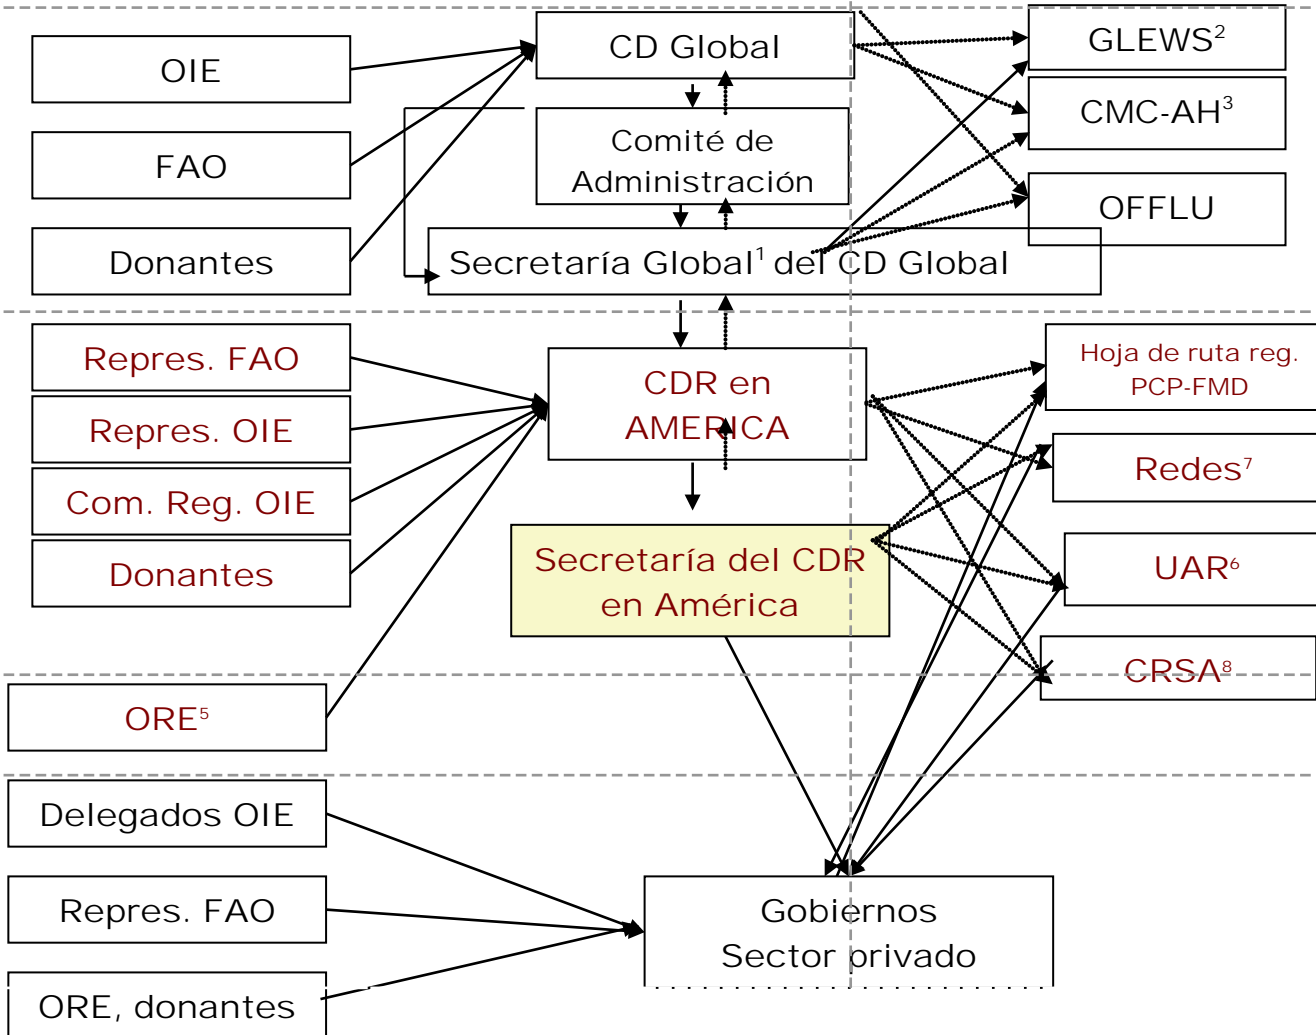 OIE
FAO
Donantes
CD Global
Comité de
Administración
Secretaría Global¹ del CD Global
GLEWS²
CMC-AH³
OFFLU
Repres. FAO
Repres. OIE
Com. Reg. OIE
Donantes
ORE⁵
CDR en
AMERICA
Secretaría del CDR
en América
Hoja de ruta reg.
PCP-FMD
Redes⁷
UAR⁶
CRSA⁸
Delegados OIE
Repres. FAO
ORE, donantes
Gobiernos
Sector privado